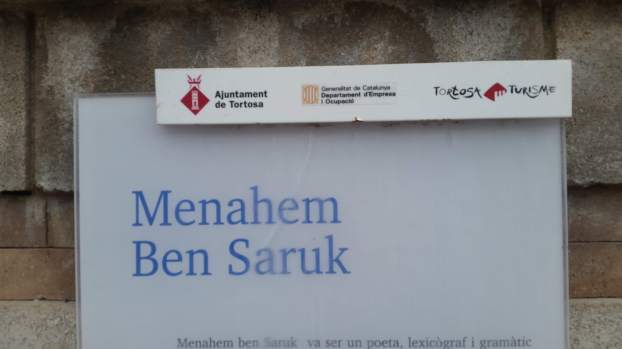 Ajuntament
de Tortosa
Generalitat de Catalunya
Departament d'Empresa
i Ocupació
TORTOSA TURISME
Menahem
Ben Saruk
Menahem ben Saruk va ser un poeta, lexicògraf i gramàtic